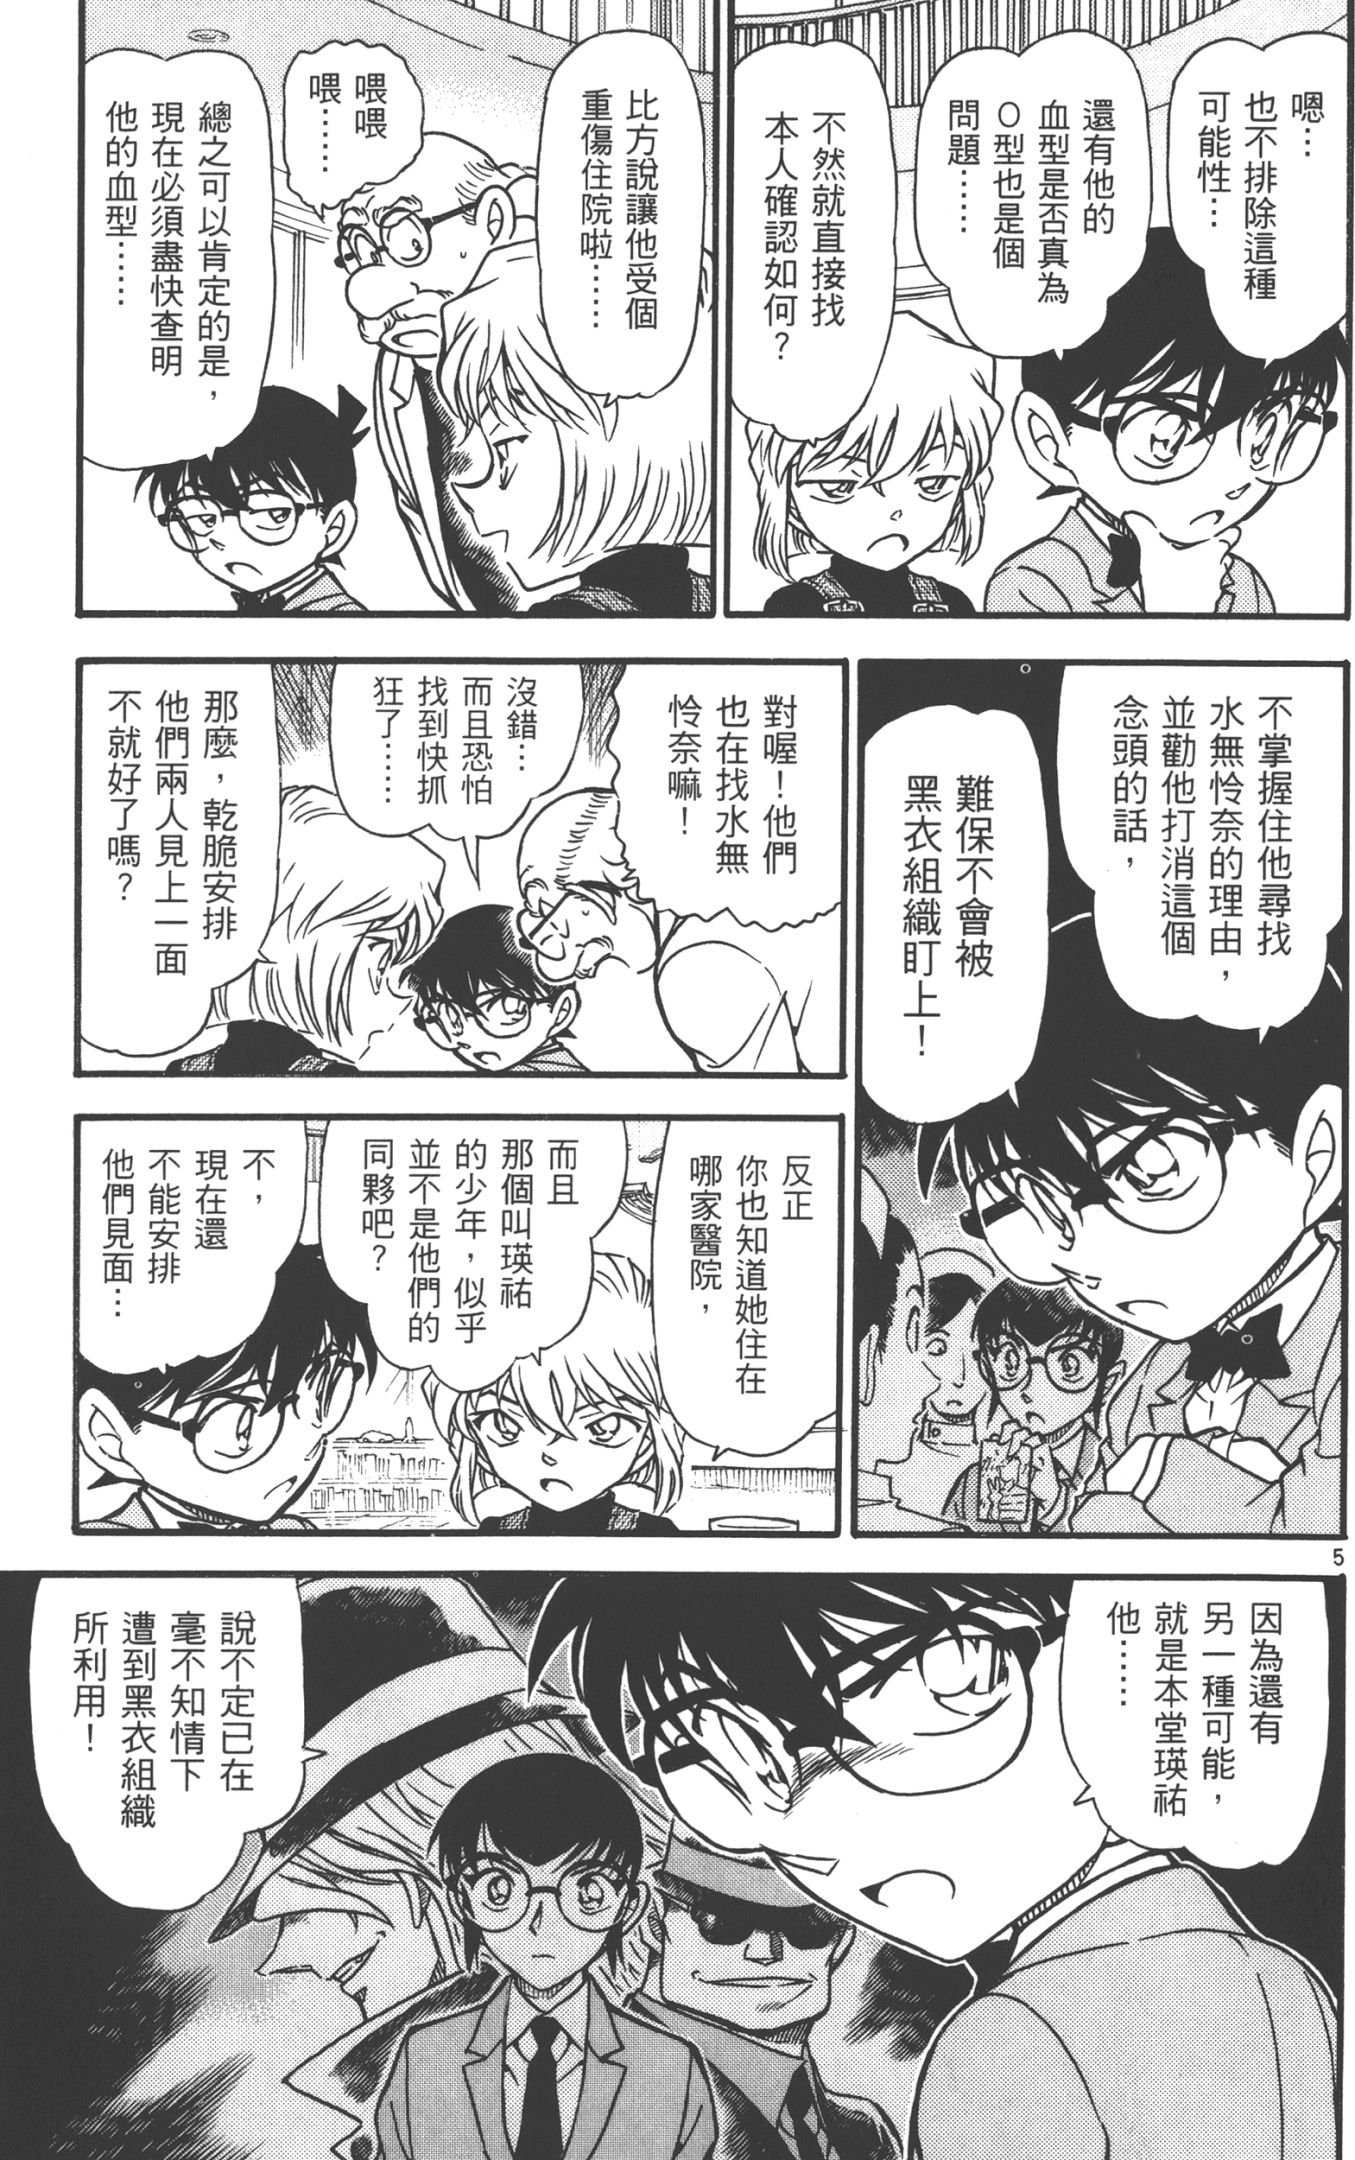 嗯…
也不排除這種
可能性…
還有他的
血型是否真為
O型也是個
問題……
不然就直接找
本人確認如何？
比方說讓他受個
重傷住院啦……
喂喂
喂……
總之可以肯定的是，
現在必須盡快查明
他的血型……
不掌握住他尋找
水無怜奈的理由，
並勸他打消這個
念頭的話，
難保不會被
黑衣組織盯上！
對喔！他們
也在找水無
怜奈嘛！
沒錯…
而且恐怕
找到快抓
狂了……
那麼，乾脆安排
他們兩人見上一面
不就好了嗎？
反正
你也知道她住在
哪家醫院，
而且
那個叫瑛祐
的少年，似乎
並不是他們的
同夥吧？
不，
現在還
不能安排
他們見面…
5
因為還有
另一種可能，
就是本堂瑛祐
他……
說不定已在
毫不知情下
遭到黑衣組織
所利用！